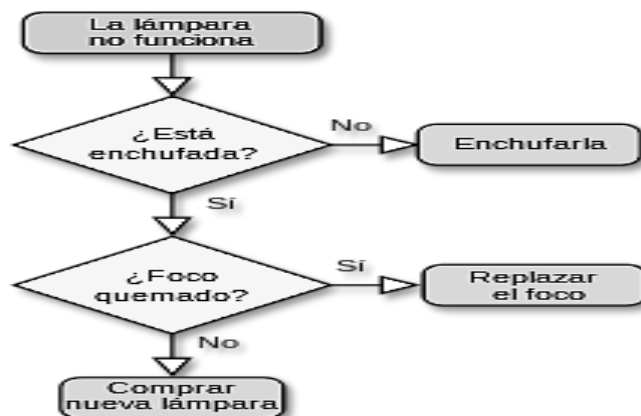 La lámpara
no funciona
¿Está
enchufada?
No
Enchufarla
Sí
¿Foco
quemado?
Sí
Replazar
el foco
No
Comprar
nueva lámpara